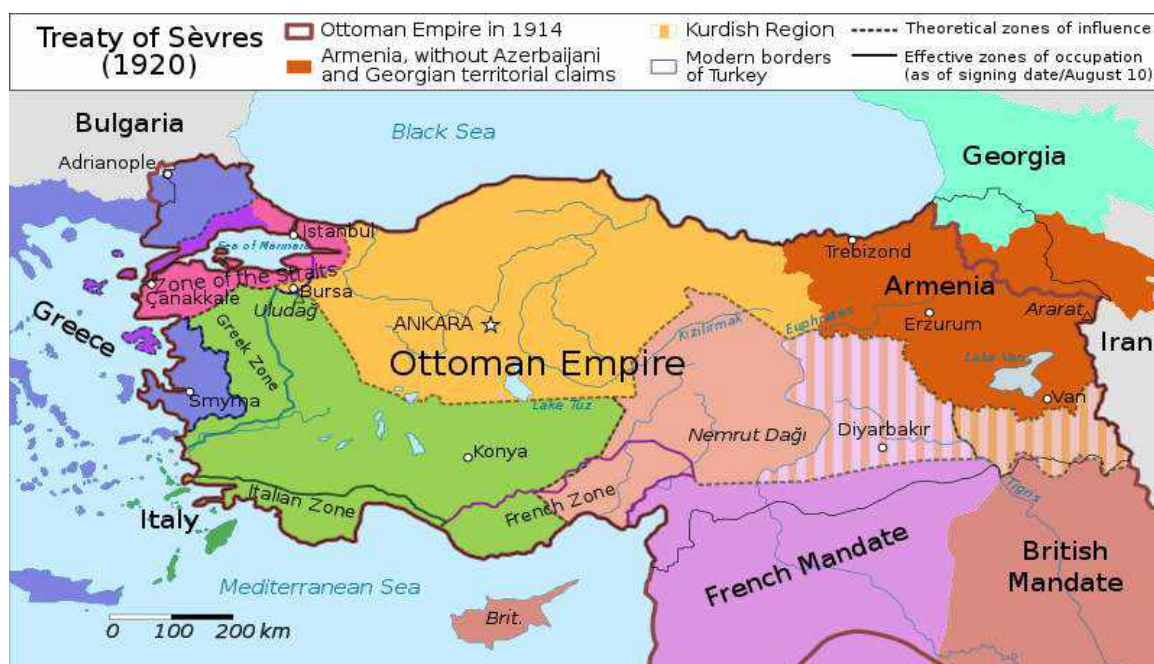 Treaty of Sèvres
(1920)
Ottoman Empire in 1914
Armenia, without Azerbaijani
and Georgian territorial claims
Kurdish Region
Modern borders
of Turkey
Theoretical zones of influence
Effective zones of occupation
(as of signing date/August 10)
Bulgaria
Black Sea
Adrianople
Georgia
Istanbul
Sea of Marmara
Trebizond
Zone of the Straits
Çanakkale
Bursa
Uludağ
Armenia
Ararat
Greece
Greek Zone
ANKARA
Kızılırmak
Euphrates
Erzurum
Iran
Ottoman Empire
Lake Van
Smyrna
Lake Tuz
Van
Konya
Nemrut Dağı
Diyarbakır
Italian Zone
French Zone
Tigris
Italy
French Mandate
British
Mandate
Mediterranean Sea
Brit.
0 100 200 km